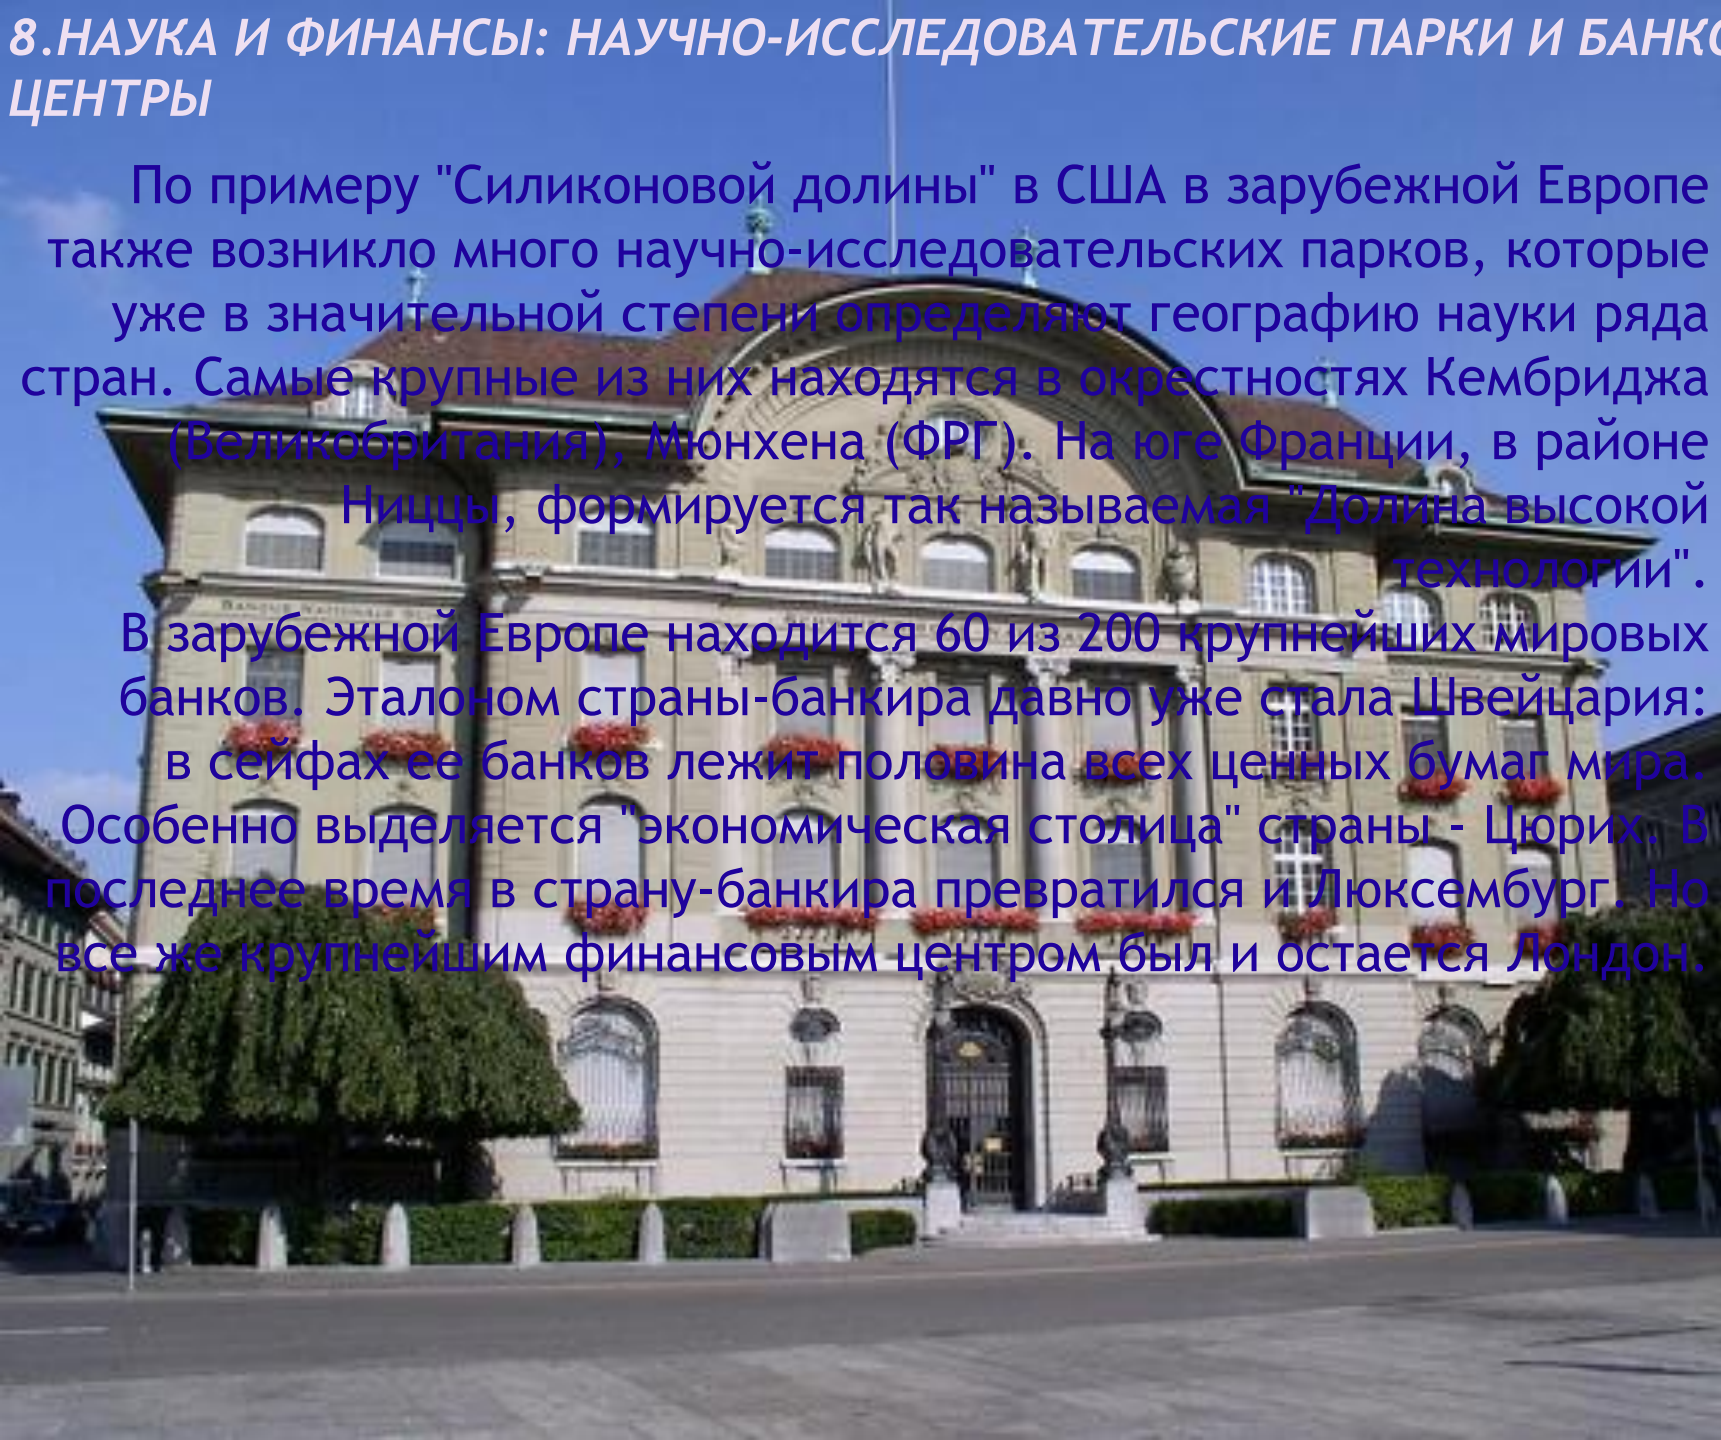 8.НАУКА И ФИНАНСЫ: НАУЧНО-ИССЛЕДОВАТЕЛЬСКИЕ ПАРКИ И
ЦЕНТРЫ
По примеру "Силиконовой долины" в США в зарубежной Европе
также возникло много научно-исследовательских парков, которые
уже в значительной степени определяют географию науки ряда
стран. Самые крупные из них находятся в окрестностях Кембриджа
(Великобритания), Мюнхена (ФРГ). На юге Франции, в районе
Ниццы, формируется так называемая "Долина высокой
технологии".
В зарубежной Европе находится 60 из 200 крупнейших мировых
банков. Эталоном страны-банкира давно уже стала Швейцария:
в сейфах ее банков лежит половина всех ценных бумаг мира.
Особенно выделяется "экономическая столица" страны - Цюрих. В
последнее время в страну-банкира превратился и Люксембург. Но
все же крупнейшим финансовым центром был и остается Лондон.